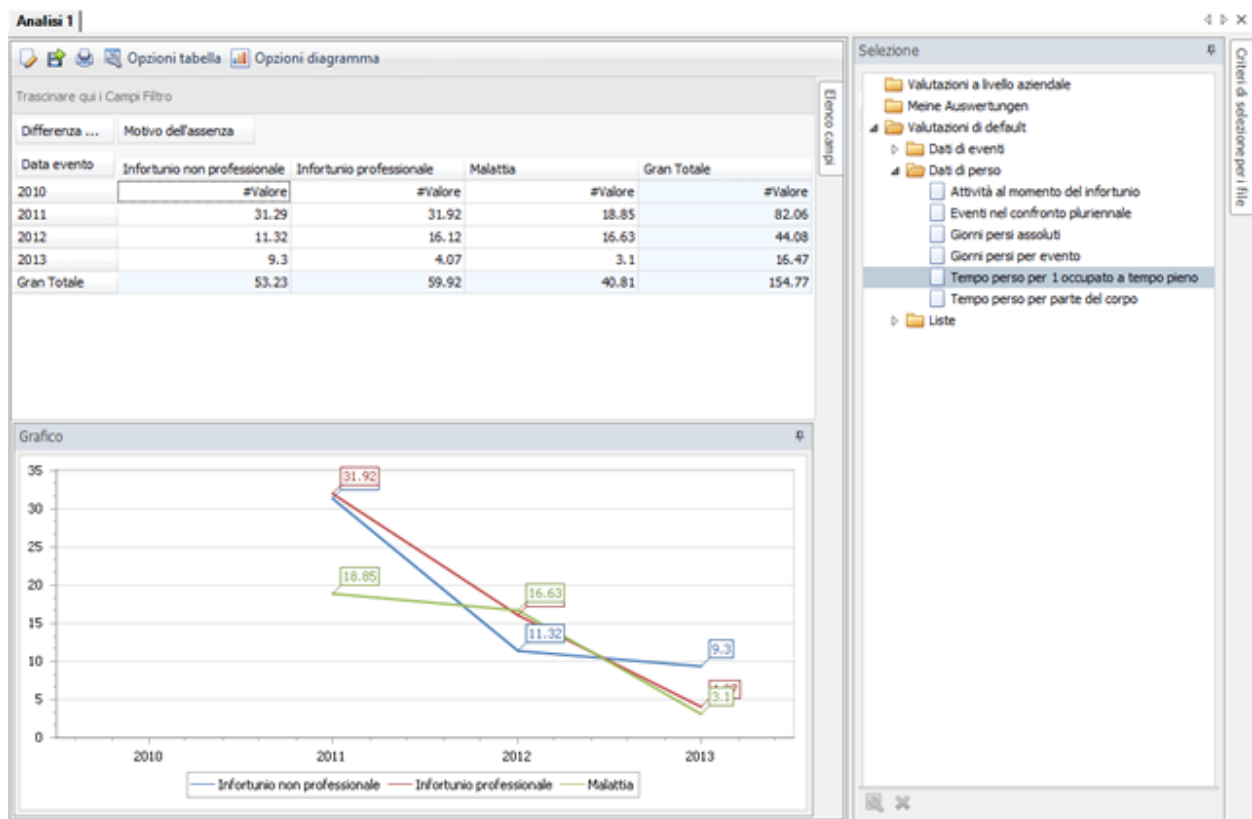 Analisi 1
Opzioni tabella Opzioni diagramma
Trascinare qui i Campi Filtro
Differenza ... Motivo dell'assenza
Data evento Infortunio non professionale Infortunio professionale Malattia Gran Totale
2010 #Valore #Valore #Valore #Valore
2011 31.29 31.92 18.85 82.06
2012 11.32 16.12 16.63 44.08
2013 9.3 4.07 3.1 16.47
Gran Totale 53.23 59.92 40.81 154.77
Elenco campi
Grafico
35
30
25
20
15
10
5
0
31.92
18.85
16.63
11.32
9.3
3.1
2010 2011 2012 2013
Infortunio non professionale Infortunio professionale Malattia
Selezione
Valutazioni a livello aziendale
Meine Auswertungen
Valutazioni di default
Dati di eventi
Dati di perso
Attività al momento del infortunio
Eventi nel confronto pluriennale
Giorni persi assoluti
Giorni persi per evento
Tempo perso per 1 occupato a tempo pieno
Tempo perso per parte del corpo
Liste
Criteri di selezione per i file